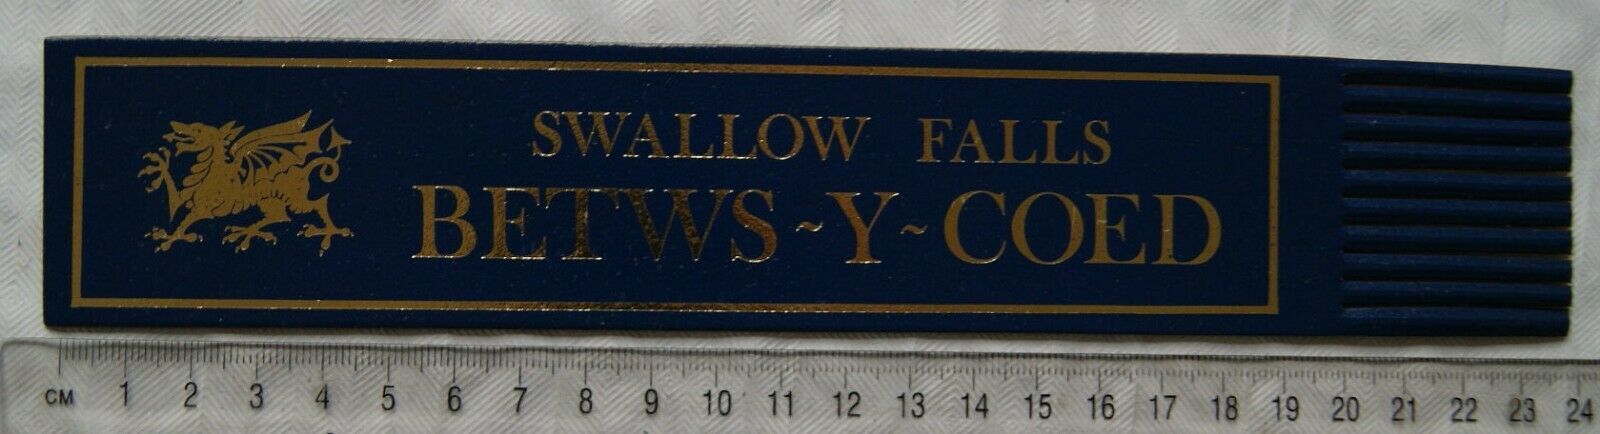 SWALLOW FALLS
BETWS~Y~COED
CM 1 2 3 4 5 6 7 8 9 10 11 12 13 14 15 16 17 18 19 20 21 22 23 24